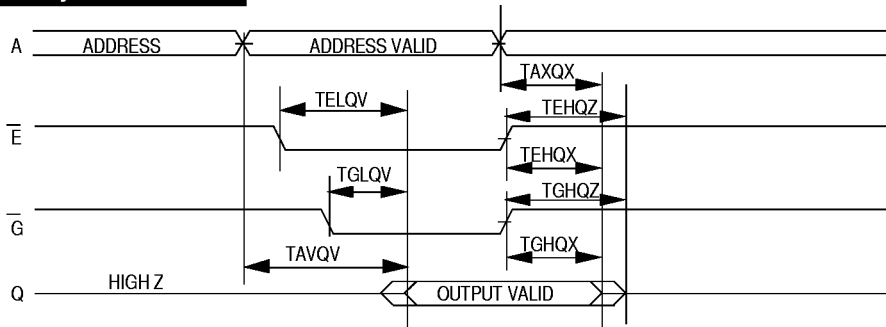 A ADDRESS ADDRESS VALID
TAXQX
TELQV TEHQZ
E
TEHQX
TGLQV TGHQZ
G
TAVQV TGHQX
Q HIGH Z OUTPUT VALID